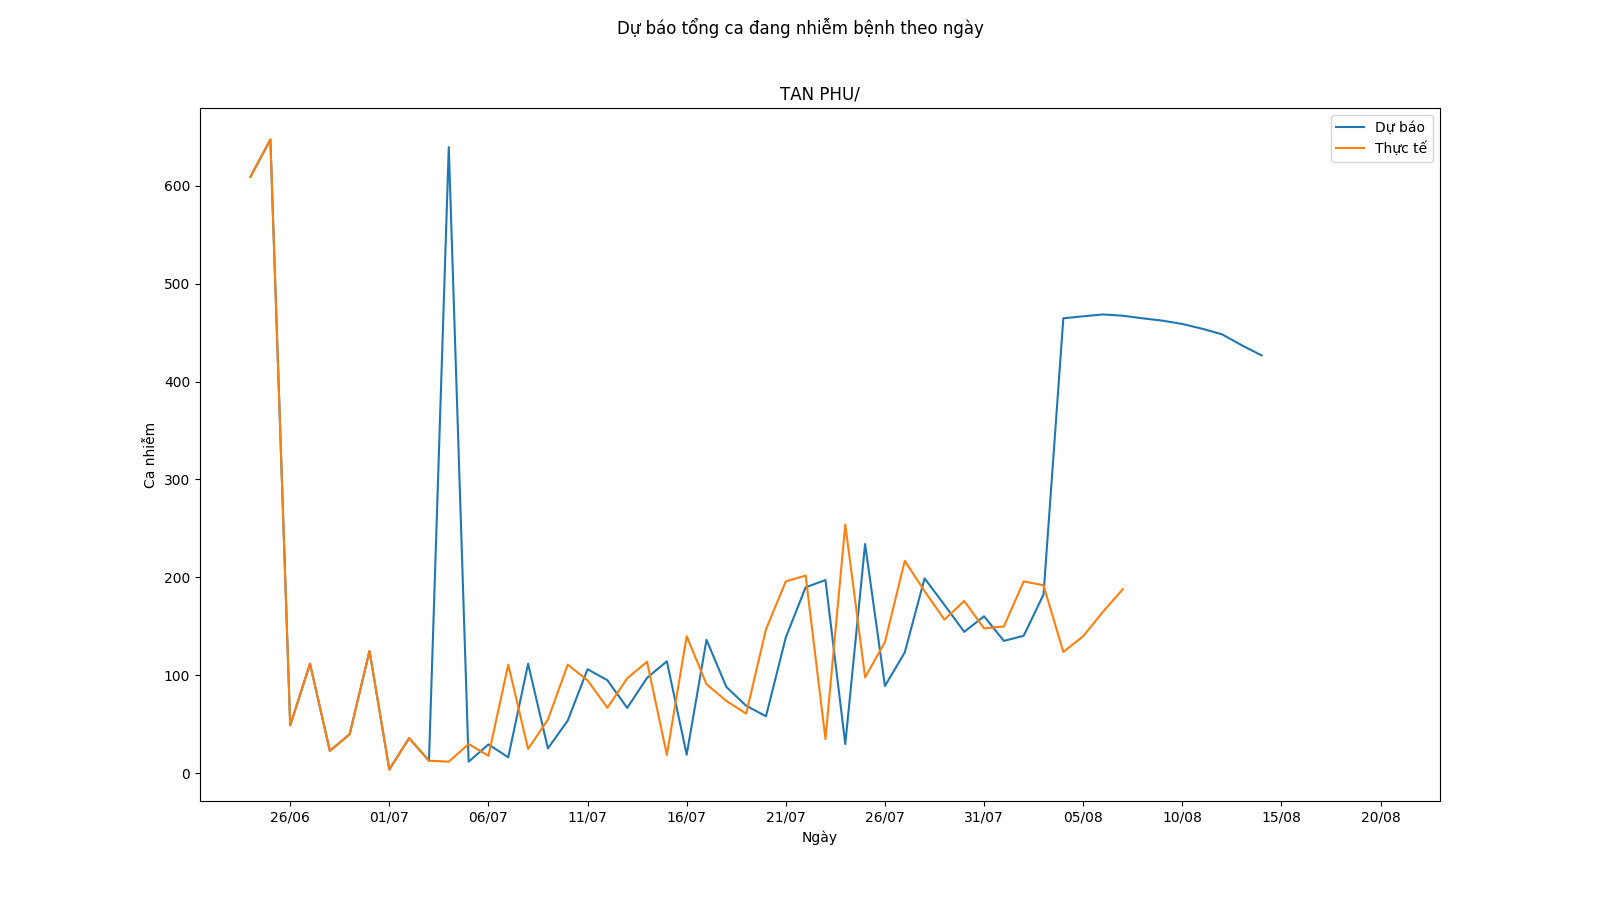 Dự báo tổng ca đang nhiễm bệnh theo ngày
TAN PHU/
Dự báo
Thực tế
Ca nhiễm
600
500
400
300
200
100
0
26/06 01/07 06/07 11/07 16/07 21/07 26/07 31/07 05/08 10/08 15/08 20/08
Ngày